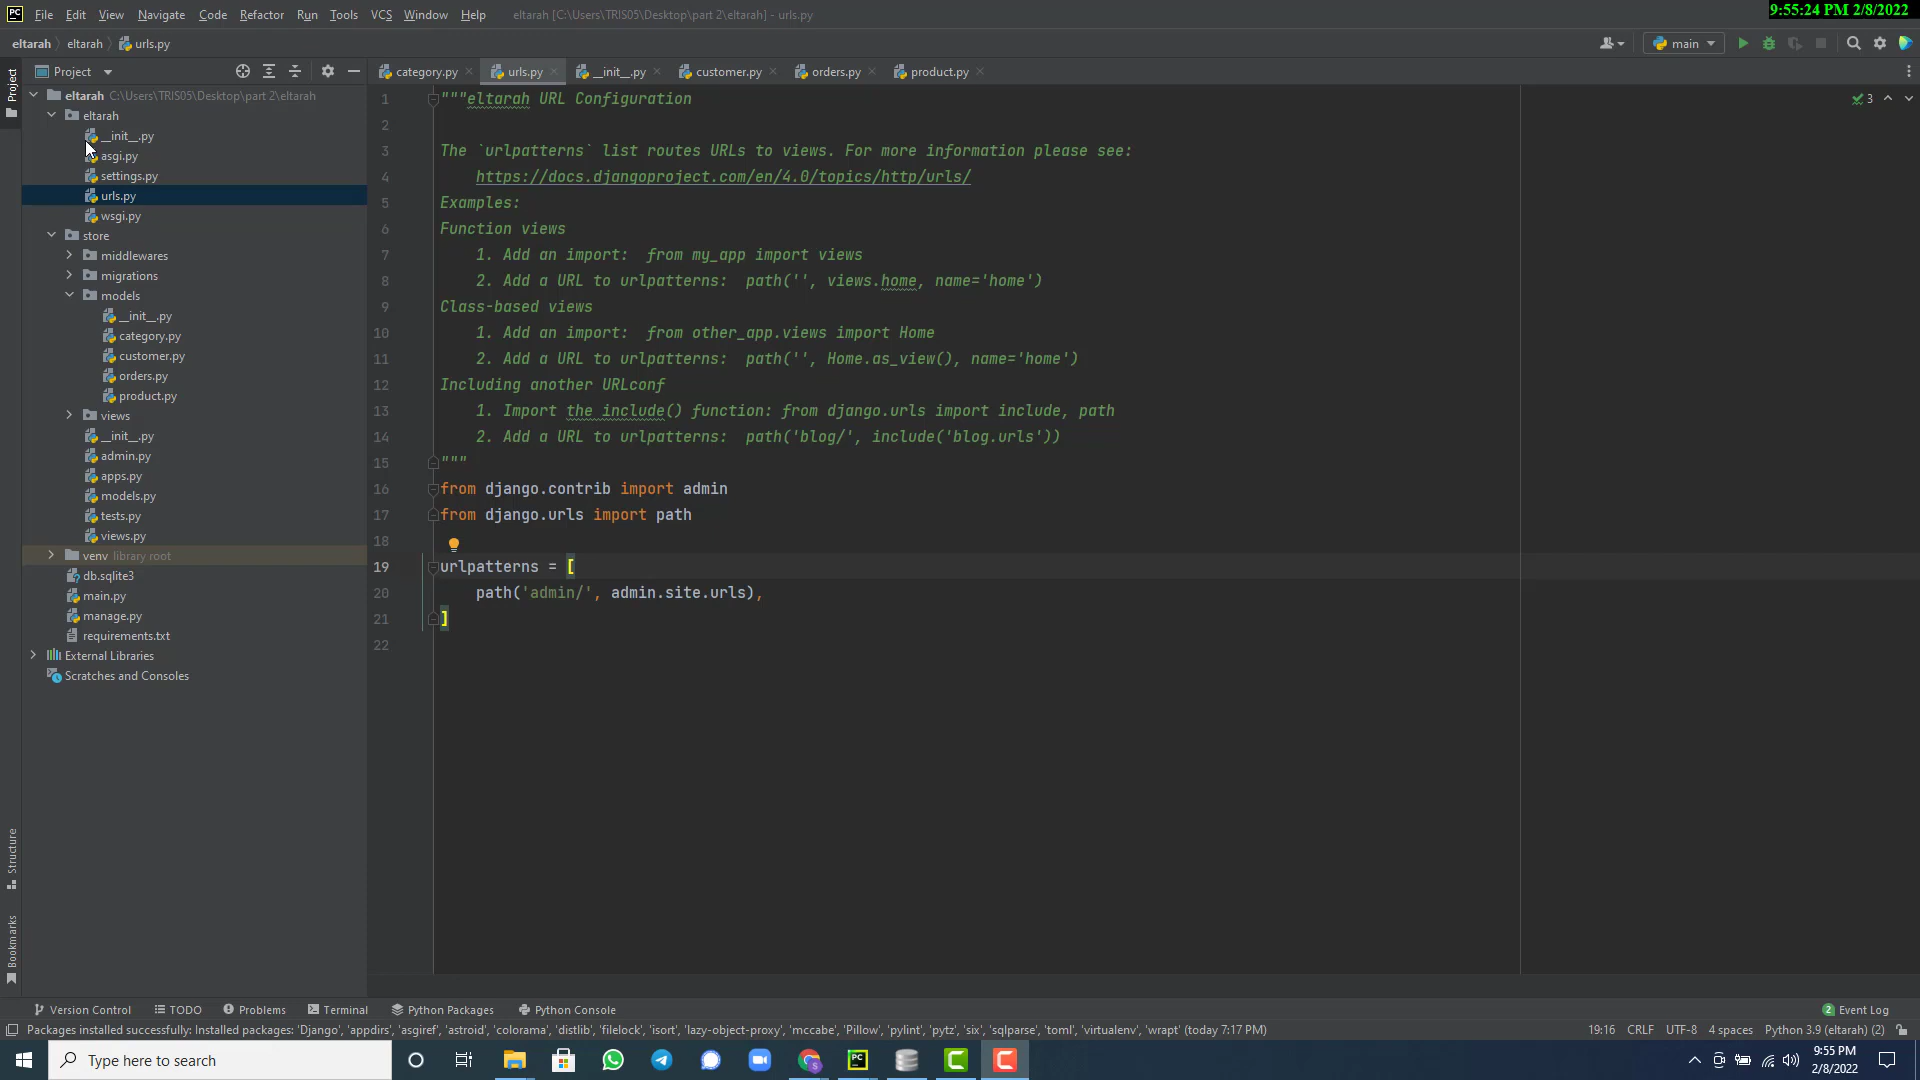 PC File Edit View Navigate Code Refactor Run Tools VCS Window Help eltarah [C:\Users\TRIS05\Desktop\part 2\eltarah] - urls.py
9:55:24 PM 2/8/2022
eltarah eltarah urls.py
main
Project
category.py urls.py __init__.py customer.py orders.py product.py
Project
eltarah C:\Users\TRIS05\Desktop\part 2\eltarah
eltarah
__init__.py
asgi.py
settings.py
urls.py
wsgi.py
store
middlewares
migrations
models
__init__.py
category.py
customer.py
orders.py
product.py
views
__init__.py
admin.py
apps.py
models.py
tests.py
views.py
venv library root
db.sqlite3
main.py
manage.py
requirements.txt
External Libraries
Scratches and Consoles
3
1 """eltarah URL Configuration
2
3 The `urlpatterns` list routes URLs to views. For more information please see:
4 https://docs.djangoproject.com/en/4.0/topics/http/urls/
5 Examples:
6 Function views
7 1. Add an import:  from my_app import views
8 2. Add a URL to urlpatterns:  path('', views.home, name='home')
9 Class-based views
10 1. Add an import:  from other_app.views import Home
11 2. Add a URL to urlpatterns:  path('', Home.as_view(), name='home')
12 Including another URLconf
13 1. Import the include() function: from django.urls import include, path
14 2. Add a URL to urlpatterns:  path('blog/', include('blog.urls'))
15 """
16 from django.contrib import admin
17 from django.urls import path
18
19 urlpatterns = [
20 path('admin/', admin.site.urls),
21 ]
22
Structure
Bookmarks
Version Control TODO Problems Terminal Python Packages Python Console 2 Event Log
Packages installed successfully: Installed packages: 'Django', 'appdirs', 'asgiref', 'astroid', 'colorama', 'distlib', 'filelock', 'isort', 'lazy-object-proxy', 'mccabe', 'Pillow', 'pylint', 'pytz', 'six', 'sqlparse', 'toml', 'virtualenv', 'wrapt' (today 7:17 PM) 19:16 CRLF UTF-8 4 spaces Python 3.9 (eltarah) (2)
Type here to search
PC
9:55 PM
2/8/2022